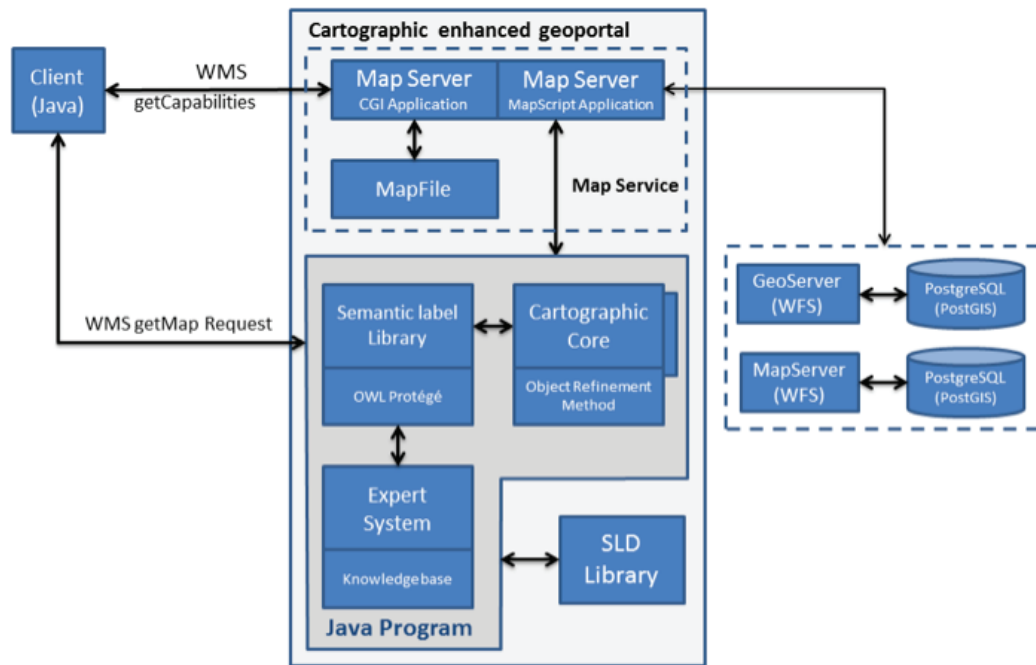 Cartographic enhanced geoportal
Client
(Java)
WMS
getCapabilities
Map Server
CGI Application
Map Server
MapScript Application
MapFile
Map Service
WMS getMap Request
Semantic label
Library
OWL Protégé
Cartographic
Core
Object Refinement
Method
Expert
System
Knowledge base
Java Program
SLD
Library
GeoServer
(WFS)
PostgreSQL
(PostGIS)
MapServer
(WFS)
PostgreSQL
(PostGIS)